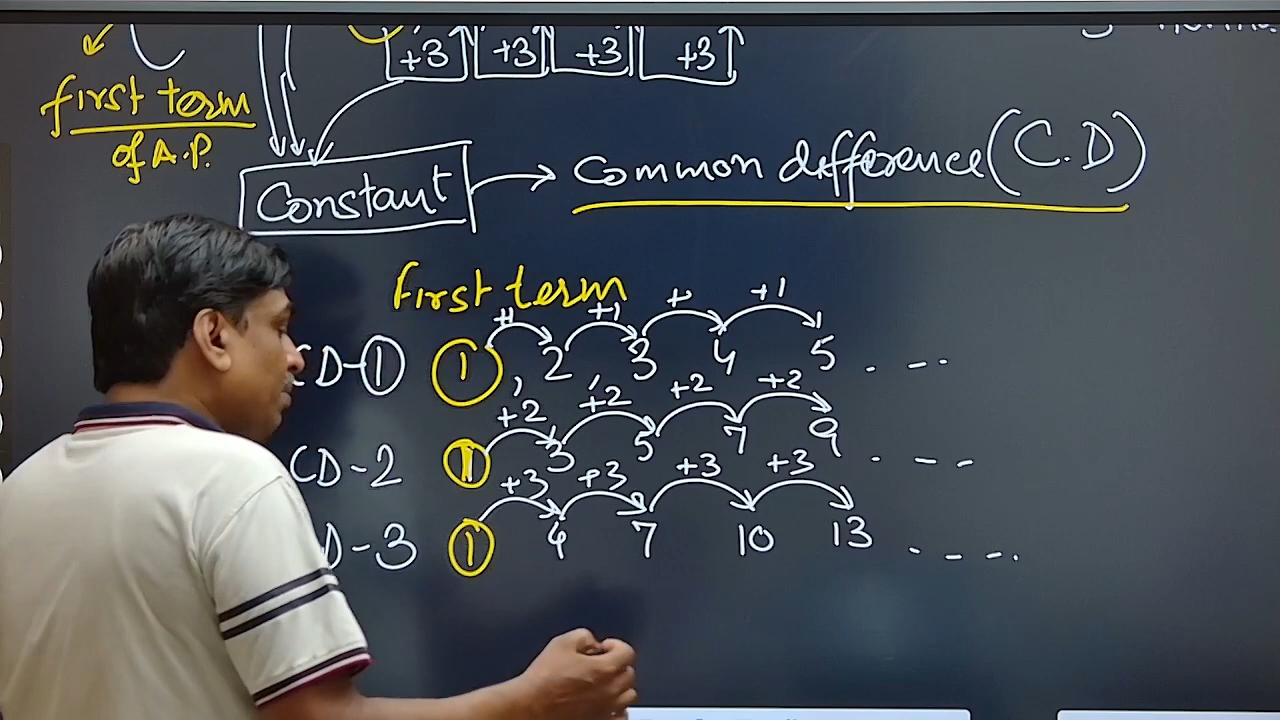 +3 +3 +3 +3
first term
of A.P.
Constant → Common difference (C.D)
first term
+1 +1 + +1
CD-① ① , 2 , 3 4 5 . - - -
+2 +2 +2 +2
CD-2 ① 3 5 7 9 . - - -
+3 +3 +3 +3
D-3 ① 4 7 10 13 . - - - .